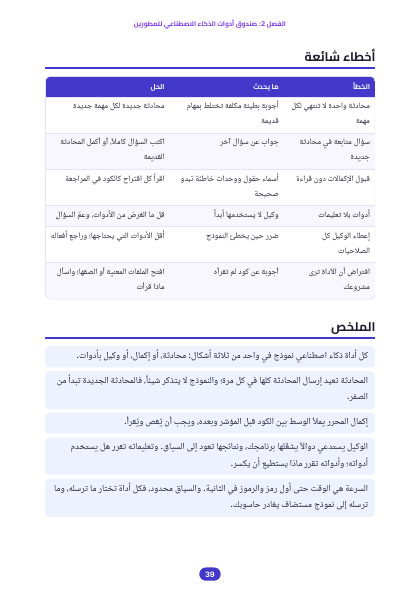 الفصل 2: صندوق أدوات الذكاء الاصطناعي للمطورين
أخطاء شائعة
الخطأ ما يحدث الحل
محادثة واحدة لا تنتهي لكل أجوبة بطيئة مكلفة تختلط بمهام محادثة جديدة لكل مهمة جديدة
مهمة قديمة
سؤال متابعة في محادثة جواب عن سؤال آخر اكتب السؤال كاملاً، أو أكمل المحادثة
جديدة القديمة
قبول الإكمالات دون قراءة أسماء حقول ووحدات خاطئة تبدو اقرأ كل اقتراح كالكود في المراجعة
صحيحة
أدوات بلا تعليمات وكيل لا يستخدمها أبداً قل ما الغرض من الأدوات، وعمّ السؤال
إعطاء الوكيل كل ضرر حين يخطئ النموذج أقل الأدوات التي يحتاجها؛ وراجع أفعاله
الصلاحيات
افتراض أن الأداة ترى أجوبة عن كود لم تقرأه افتح الملفات المعنية أو الصقها؛ واسأل
مشروعك ماذا قرأت
الملخص
كل أداة ذكاء اصطناعي نموذج في واحد من ثلاثة أشكال: محادثة، أو إكمال، أو وكيل بأدوات.
المحادثة تعيد إرسال المحادثة كلها في كل مرة؛ والنموذج لا يتذكر شيئاً، فالمحادثة الجديدة تبدأ من
الصفر.
إكمال المحرر يملأ الوسط بين الكود قبل المؤشر وبعده، ويجب أن يُقص ويُقرأ.
الوكيل يستدعي دوالاً يشغّلها برنامجك، ونتائجها تعود إلى السياق. وتعليماته تقرر هل يستخدم
أدواته؛ وأدواته تقرر ماذا يستطيع أن يكسر.
السرعة هي الوقت حتى أول رمز والرموز في الثانية. والسياق محدود، فكل أداة تختار ما ترسله، وما
ترسله إلى نموذج مستضاف يغادر حاسوبك.
39